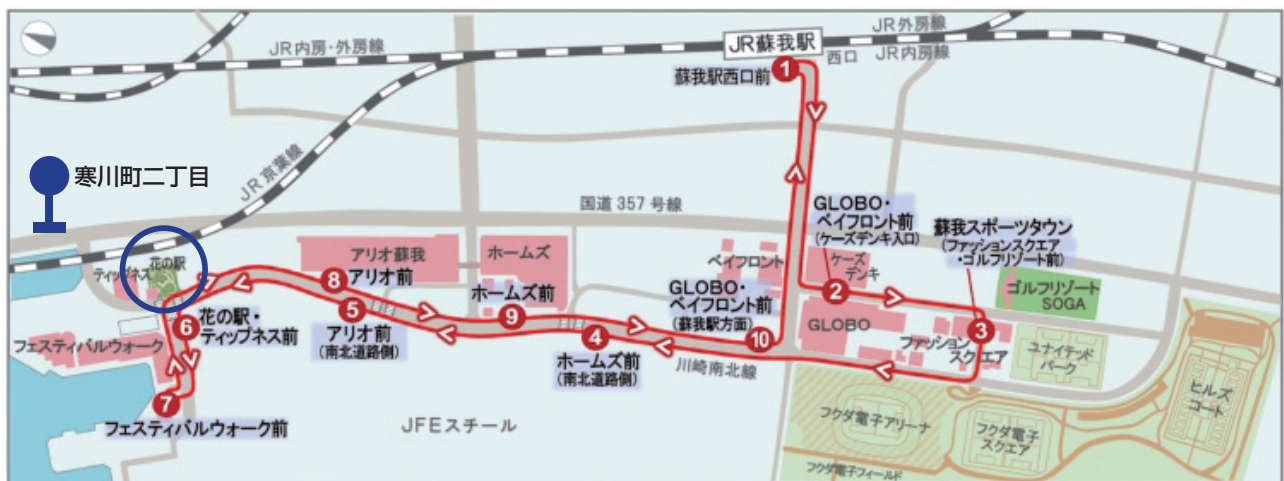 JR内房・外房線
JR蘇我駅
JR外房線
西口
JR内房線
1
蘇我駅西口前
寒川町二丁目
JR京葉線
国道357号線
GLOBO・
ベイフロント前
(ケーズデンキ入口)
蘇我スポーツタウン
(ファッションスクエア
・ゴルフリゾート前)
花の駅
ティップネス
アリオ蘇我
ホームズ
ベイフロント
ケーズ
デンキ
ゴルフリゾート
SOGA
8
アリオ前
5
アリオ前
(南北道路側)
ホームズ前
9
GLOBO・
ベイフロント前
(蘇我駅方面)
2
GLOBO
3
ファッション
スクエア
ユナイテッド
パーク
6
花の駅・
ティップネス前
フェスティバルウォーク
4
ホームズ前
(南北道路側)
10
川崎南北線
7
フェスティバルウォーク前
JFEスチール
フクダ電子アリーナ
フクダ電子
スクエア
ヒルズ
コート
フクダ電子フィールド